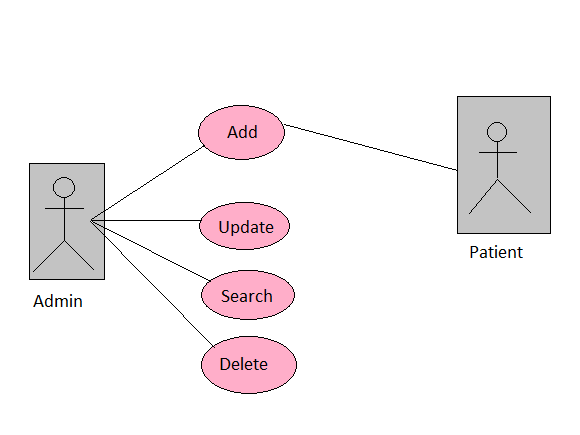 Add
Update
Search
Delete
Admin
Patient